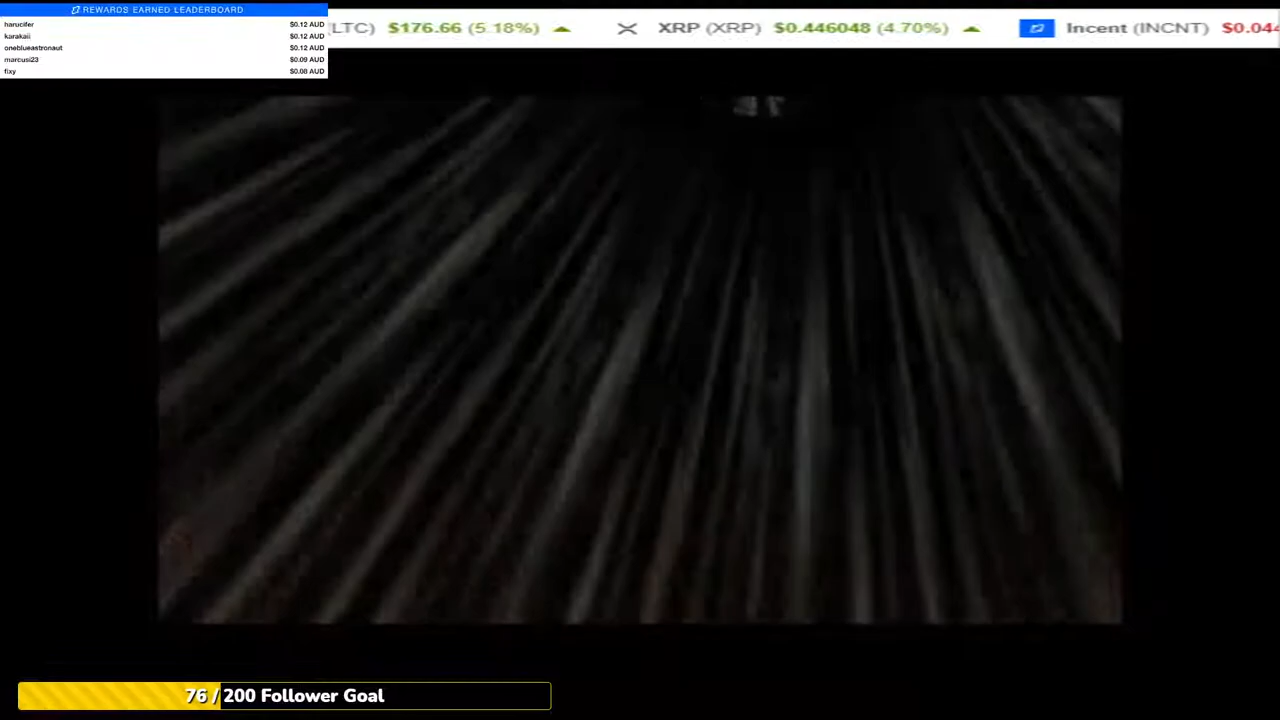 REWARDS EARNED LEADERBOARD
harucifer $0.12 AUD
karakaii $0.12 AUD
oneblueastronaut $0.12 AUD
marcusi23 $0.09 AUD
fixy $0.08 AUD
(LTC) $176.66 (5.18%) XRP (XRP) $0.446048 (4.70%) Incent (INCNT) $0.044
76 / 200 Follower Goal